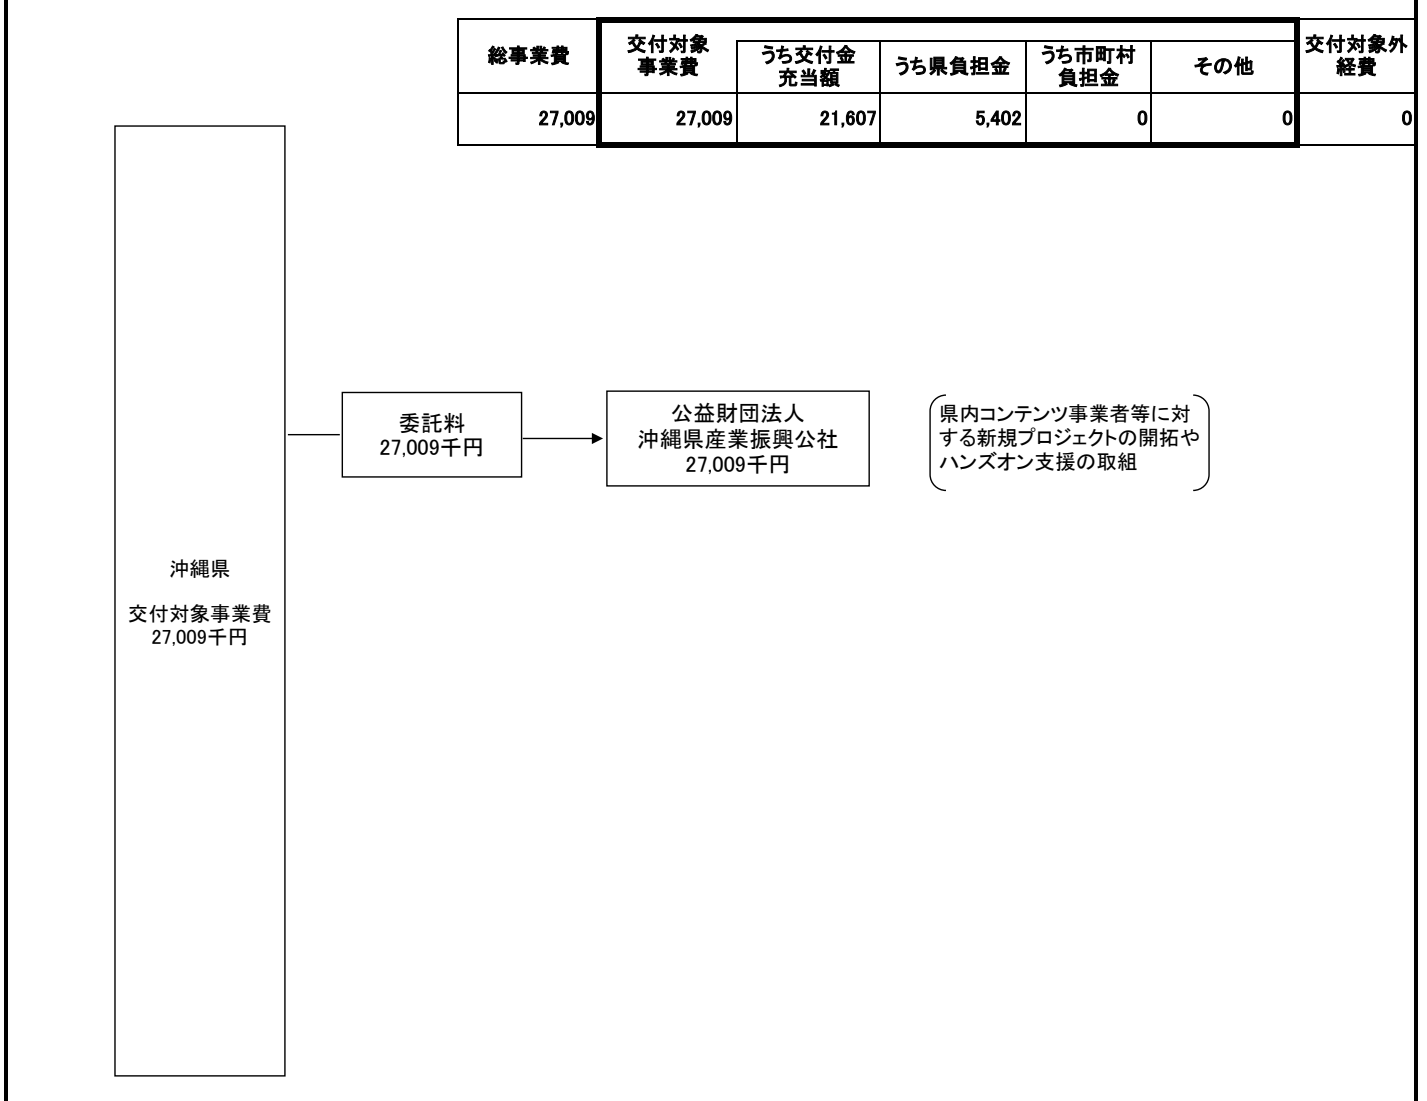 総事業費
交付対象
事業費
うち交付金
充当額
うち県負担金
うち市町村
負担金
その他
交付対象外
経費
27,009
27,009
21,607
5,402
0
0
0
委託料
27,009千円
公益財団法人
沖縄県産業振興公社
27,009千円
県内コンテンツ事業者等に対
する新規プロジェクトの開拓や
ハンズオン支援の取組
沖縄県
交付対象事業費
27,009千円